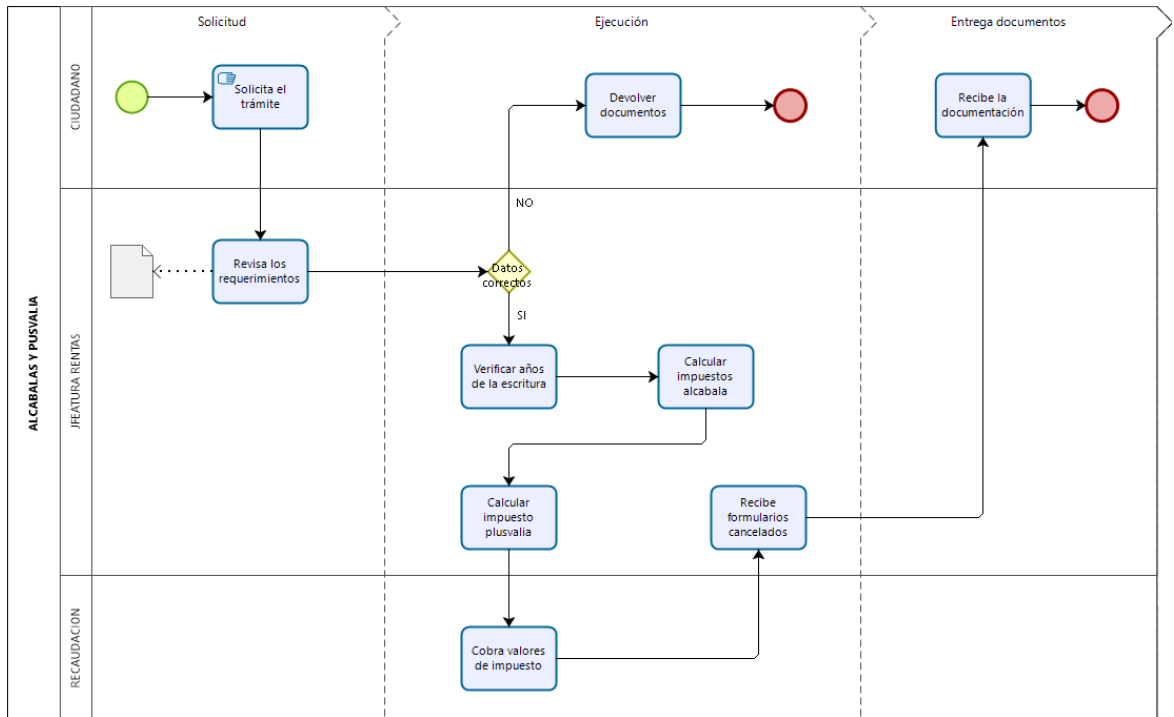 Solicitud
Ejecución
Entrega documentos
ALCABALAS Y PUSVALIA
CIUDADANO
Solicita el
trámite
Devolver
documentos
Recibe la
documentación
JFEATURA RENTAS
NO
Revisa los
requerimientos
Datos
correctos
SI
Verificar años
de la escritura
Calcular
impuestos
alcabala
Calcular
impuesto
plusvalia
Recibe
formularios
cancelados
RECAUDACION
Cobra valores
de impuesto